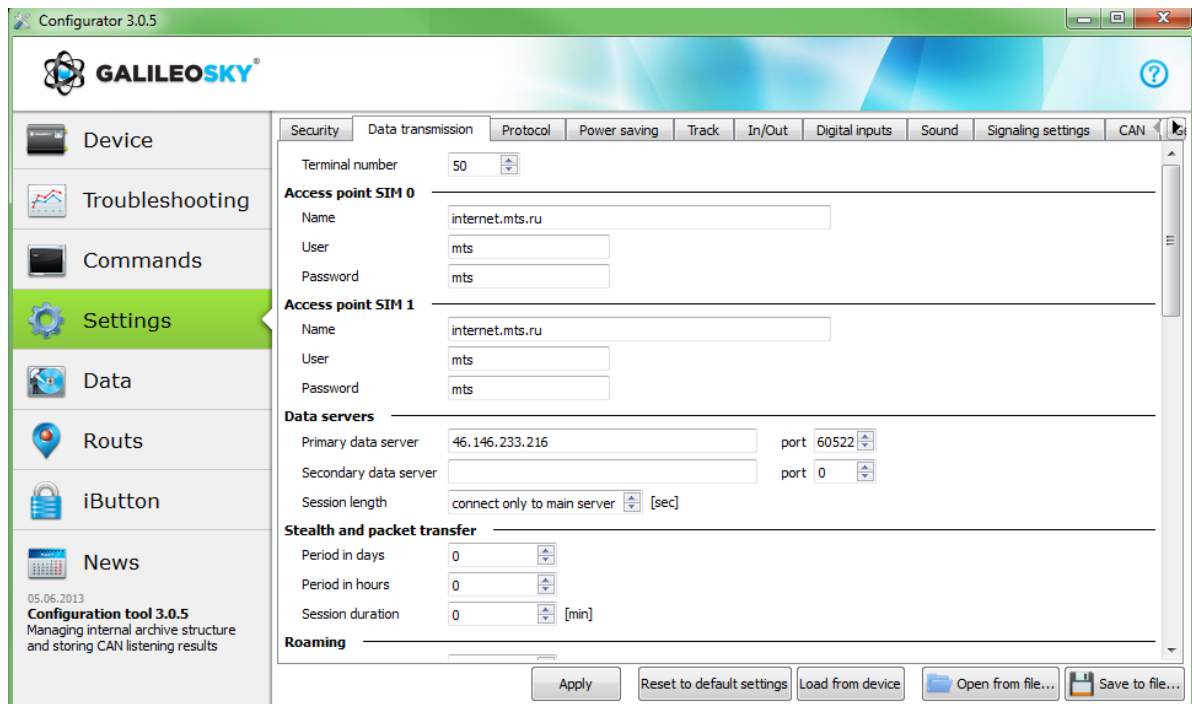 Configurator 3.0.5
GALILEOSKY®
Device
Troubleshooting
Commands
Settings
Data
Routs
iButton
News
05.06.2013
Configuration tool 3.0.5
Managing internal archive structure
and storing CAN listening results
Security Data transmission Protocol Power saving Track In/Out Digital inputs Sound Signaling settings CAN
Terminal number 50
Access point SIM 0
Name internet.mts.ru
User mts
Password mts
Access point SIM 1
Name internet.mts.ru
User mts
Password mts
Data servers
Primary data server 46.146.233.216 port 60522
Secondary data server port 0
Session length connect only to main server [sec]
Stealth and packet transfer
Period in days 0
Period in hours 0
Session duration 0 [min]
Roaming
Apply Reset to default settings Load from device Open from file... Save to file...